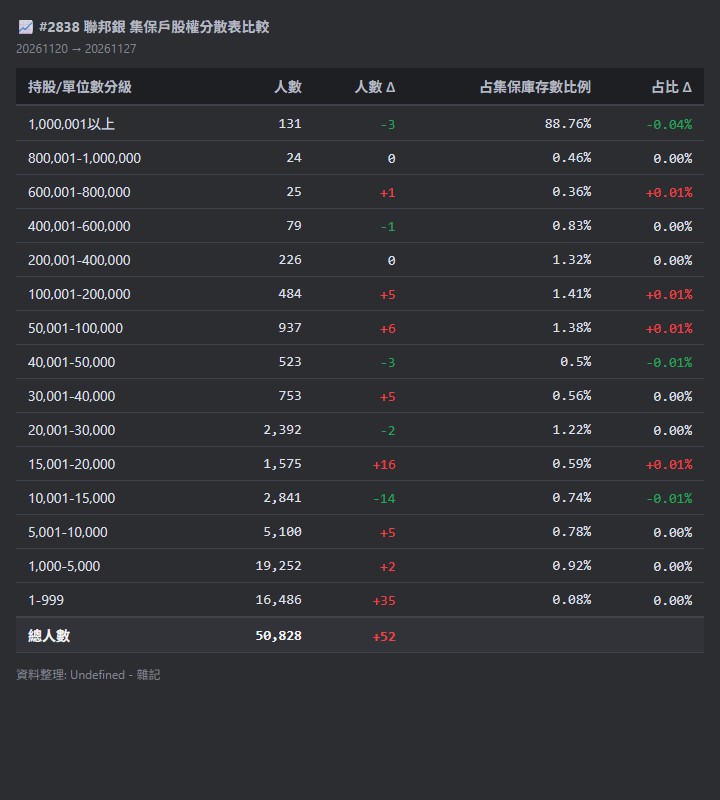 📈 #2838 聯邦銀 集保戶股權分散表比較
20261120 → 20261127
持股/單位數分級 人數 人數 Δ 占集保庫存數比例 占比 Δ
1,000,001以上 131 -3 88.76% -0.04%
800,001-1,000,000 24 0 0.46% 0.00%
600,001-800,000 25 +1 0.36% +0.01%
400,001-600,000 79 -1 0.83% 0.00%
200,001-400,000 226 0 1.32% 0.00%
100,001-200,000 484 +5 1.41% +0.01%
50,001-100,000 937 +6 1.38% +0.01%
40,001-50,000 523 -3 0.5% -0.01%
30,001-40,000 753 +5 0.56% 0.00%
20,001-30,000 2,392 -2 1.22% 0.00%
15,001-20,000 1,575 +16 0.59% +0.01%
10,001-15,000 2,841 -14 0.74% -0.01%
5,001-10,000 5,100 +5 0.78% 0.00%
1,000-5,000 19,252 +2 0.92% 0.00%
1-999 16,486 +35 0.08% 0.00%
總人數 50,828 +52
資料整理: Undefined - 雜記